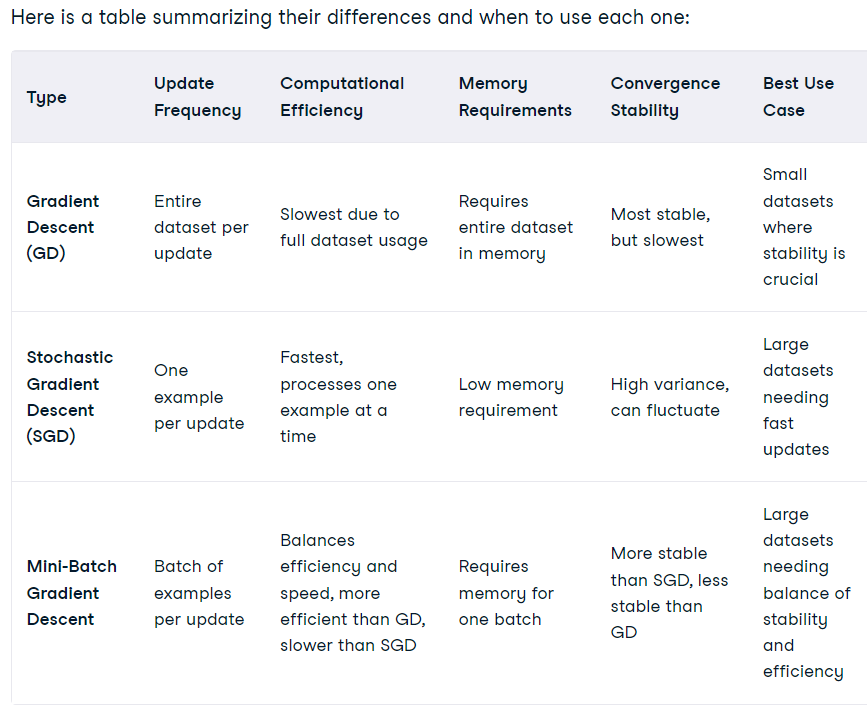 Here is a table summarizing their differences and when to use each one:
Type
Update
Frequency
Computational
Efficiency
Memory
Requirements
Convergence
Stability
Best Use
Case
Gradient
Descent
(GD)
Entire
dataset per
update
Slowest due to
full dataset usage
Requires
entire dataset
in memory
Most stable,
but slowest
Small
datasets
where
stability is
crucial
Stochastic
Gradient
Descent
(SGD)
One
example
per update
Fastest,
processes one
example at a
time
Low memory
requirement
High variance,
can fluctuate
Large
datasets
needing
fast
updates
Mini-Batch
Gradient
Descent
Batch of
examples
per update
Balances
efficiency and
speed, more
efficient than GD,
slower than SGD
Requires
memory for
one batch
More stable
than SGD, less
stable than
GD
Large
datasets
needing
balance of
stability
and
efficiency